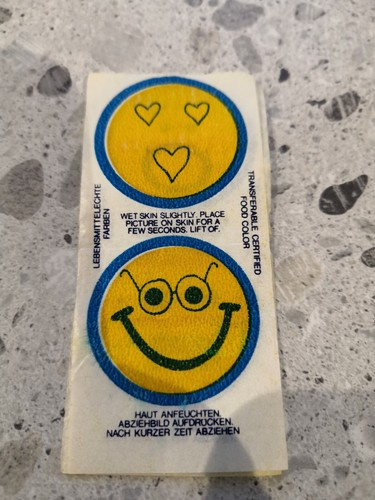 LEBENSMITTELECHTE
FARBEN
WET SKIN SLIGHTLY. PLACE
PICTURE ON SKIN FOR A
FEW SECONDS. LIFT OF.
TRANSFERABLE CERTIFIED
FOOD COLOR
HAUT ANFEUCHTEN.
ABZIEHBILD AUFDRUCKEN.
NACH KURZER ZEIT ABZIEHEN